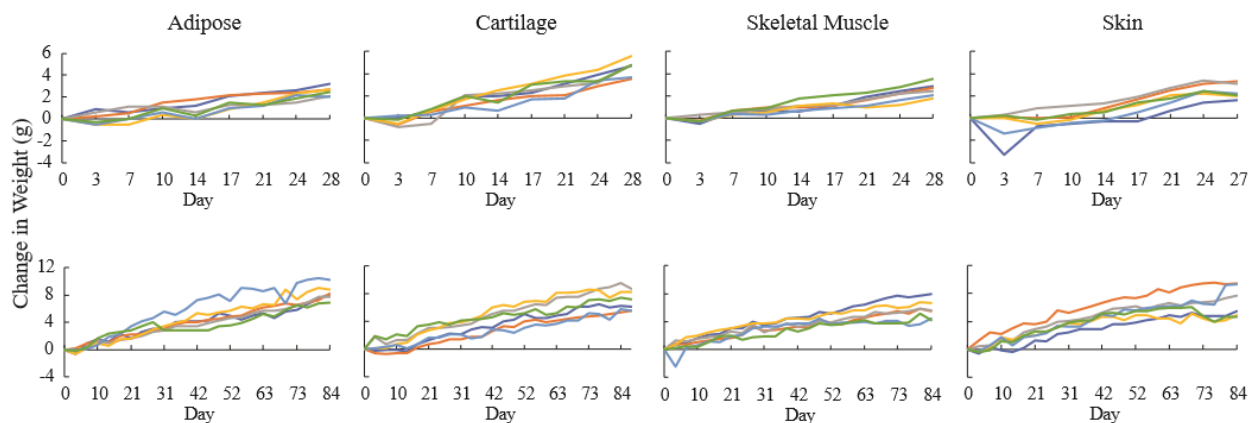 Adipose Cartilage Skeletal Muscle Skin
Change in Weight (g)
6
4
2
0
-2
-4
0 3 7 10 14 17 21 24 28
Day
0 3 7 10 14 17 21 24 28
Day
0 3 7 10 14 17 21 24 28
Day
0 3 7 10 14 17 21 24 27
Day
12
8
4
0
-4
0 10 21 31 42 52 63 73 84
Day
0 10 21 31 42 52 63 73 84
Day
0 10 21 31 42 52 63 73 84
Day
0 10 21 31 42 52 63 73 84
Day